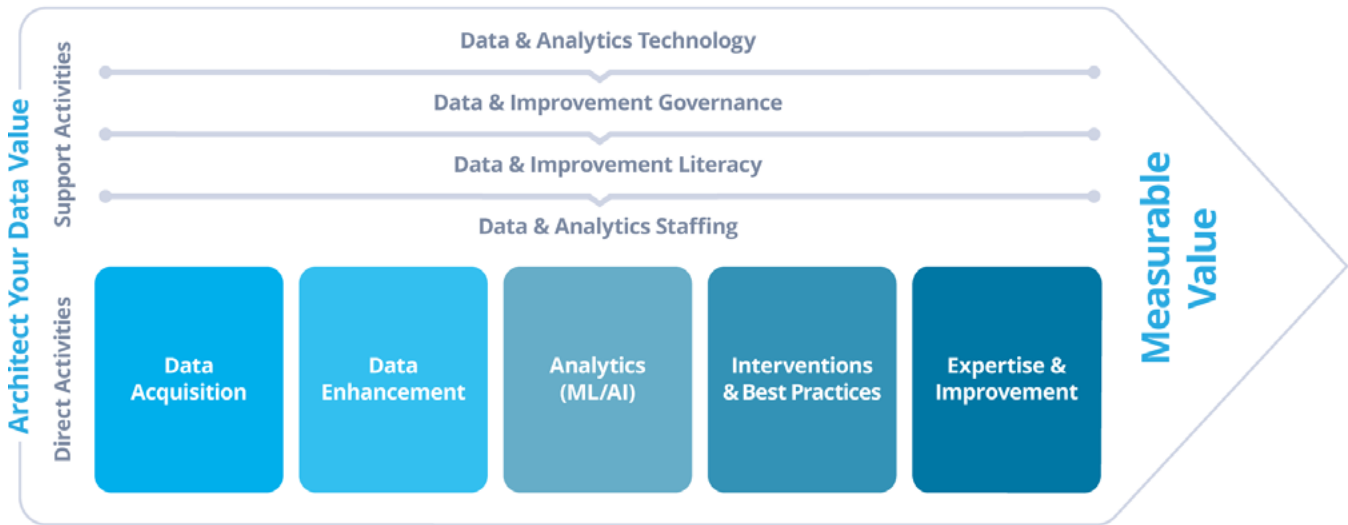 Architect Your Data Value
Support Activities
Data & Analytics Technology
Data & Improvement Governance
Data & Improvement Literacy
Data & Analytics Staffing
Direct Activities
Data
Acquisition
Data
Enhancement
Analytics
(ML/AI)
Interventions
& Best Practices
Expertise &
Improvement
Measurable
Value